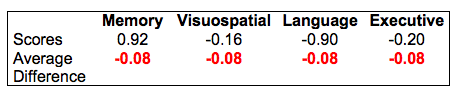 Memory Visuospatial Language Executive
Scores 0.92 -0.16 -0.90 -0.20
Average -0.08 -0.08 -0.08 -0.08
Difference